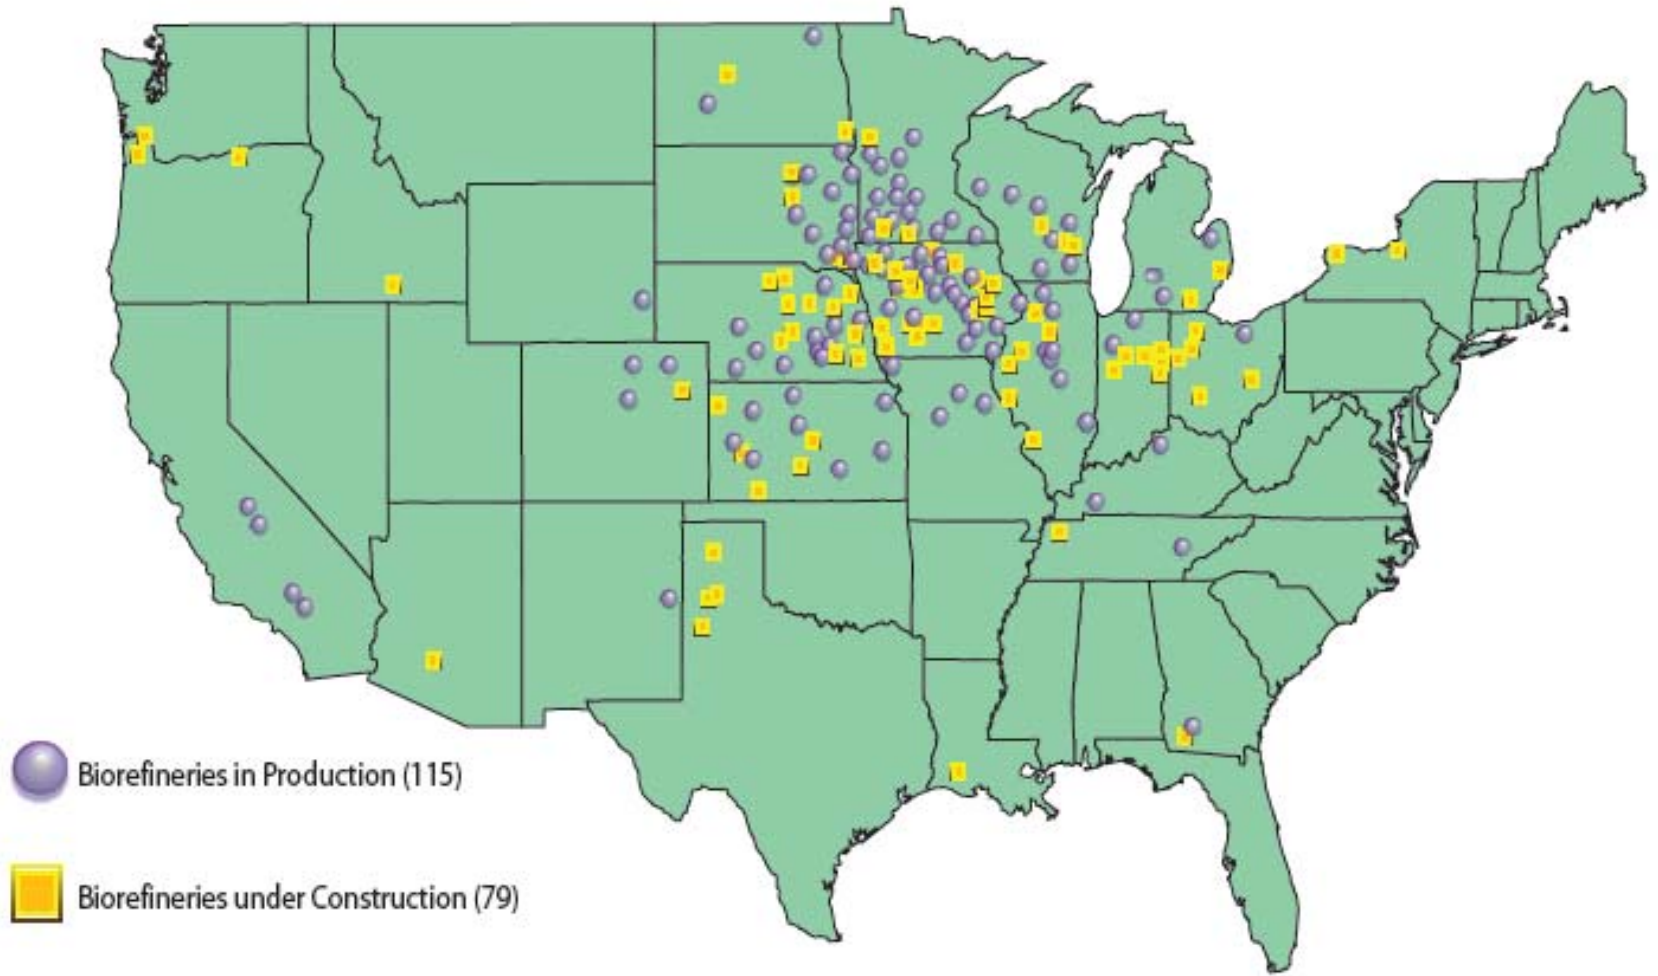 Biorefineries in Production (115)
Biorefineries under Construction (79)